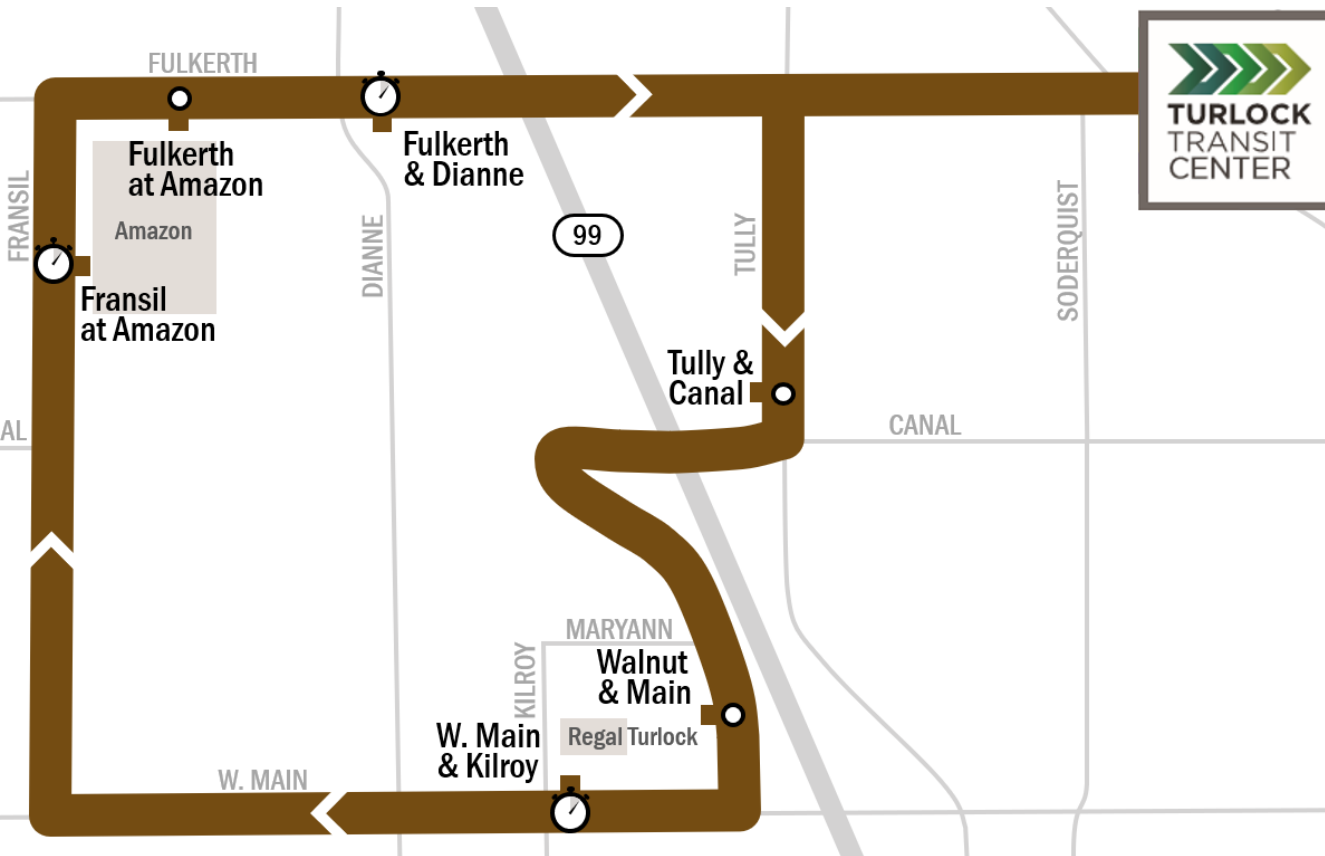 FULKERTH
TURLOCK
TRANSIT
CENTER
Fulkerth
at Amazon
Fulkerth
& Dianne
FRANSIL
Amazon
DIANNE
99
TULLY
SODERQUIST
Fransil
at Amazon
Tully &
Canal
AL
CANAL
MARYANN
KILROY
Walnut
& Main
W. Main
& Kilroy
Regal Turlock
W. MAIN